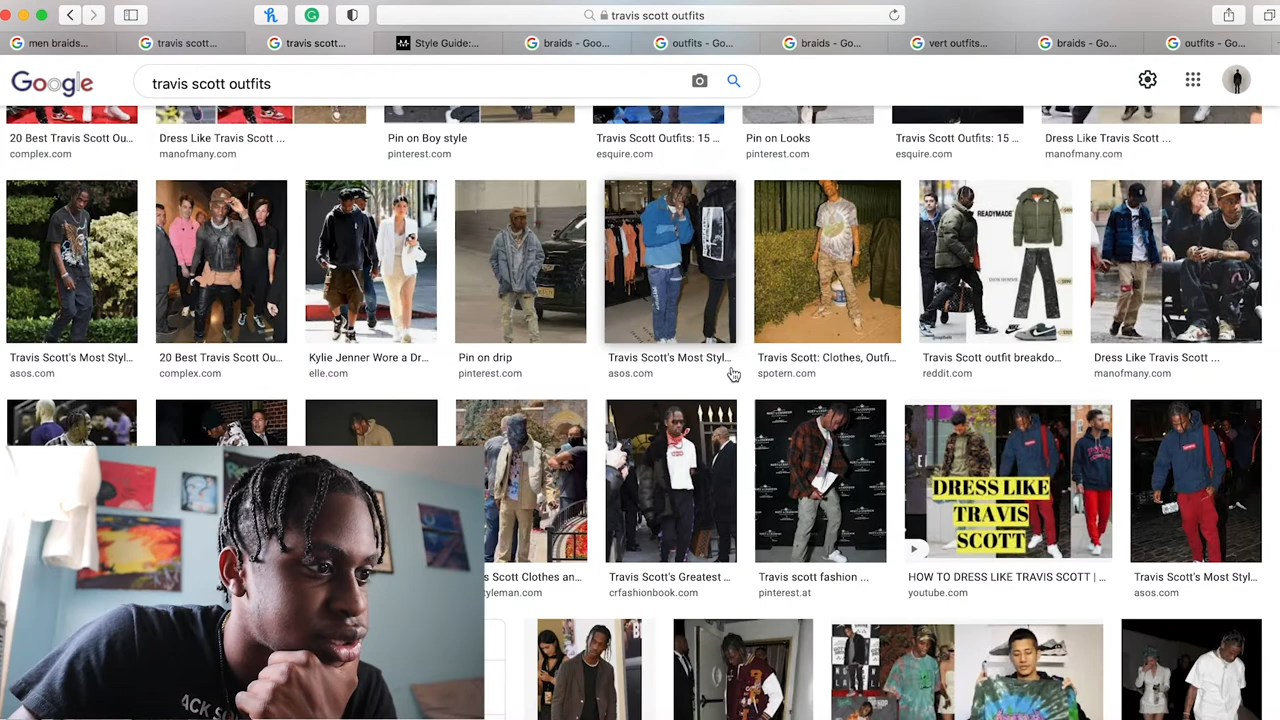 travis scott outfits
men braids...
travis scott...
travis scott...
Style Guide:...
braids - Goo...
outfits - Go...
braids - Go...
vert outfits...
braids - Go...
outfits - Go...
Google
travis scott outfits
20 Best Travis Scott Ou...
Dress Like Travis Scott ...
Pin on Boy style
Travis Scott Outfits: 15 ...
Pin on Looks
Travis Scott Outfits: 15 ...
Dress Like Travis Scott ...
complex.com
manofmany.com
pinterest.com
esquire.com
pinterest.com
esquire.com
manofmany.com
READYMADE
Travis Scott's Most Styl...
20 Best Travis Scott Ou...
Kylie Jenner Wore a Dr...
Pin on drip
Travis Scott's Most Styl...
Travis Scott: Clothes, Outfi...
Travis Scott outfit breakdo...
Dress Like Travis Scott ...
asos.com
complex.com
elle.com
pinterest.com
asos.com
spotern.com
reddit.com
manofmany.com
DRESS LIKE
TRAVIS
SCOTT
s Scott Clothes an...
Travis Scott's Greatest ...
Travis scott fashion ...
HOW TO DRESS LIKE TRAVIS SCOTT | ...
Travis Scott's Most Styl...
styleman.com
crfashionbook.com
pinterest.at
youtube.com
asos.com